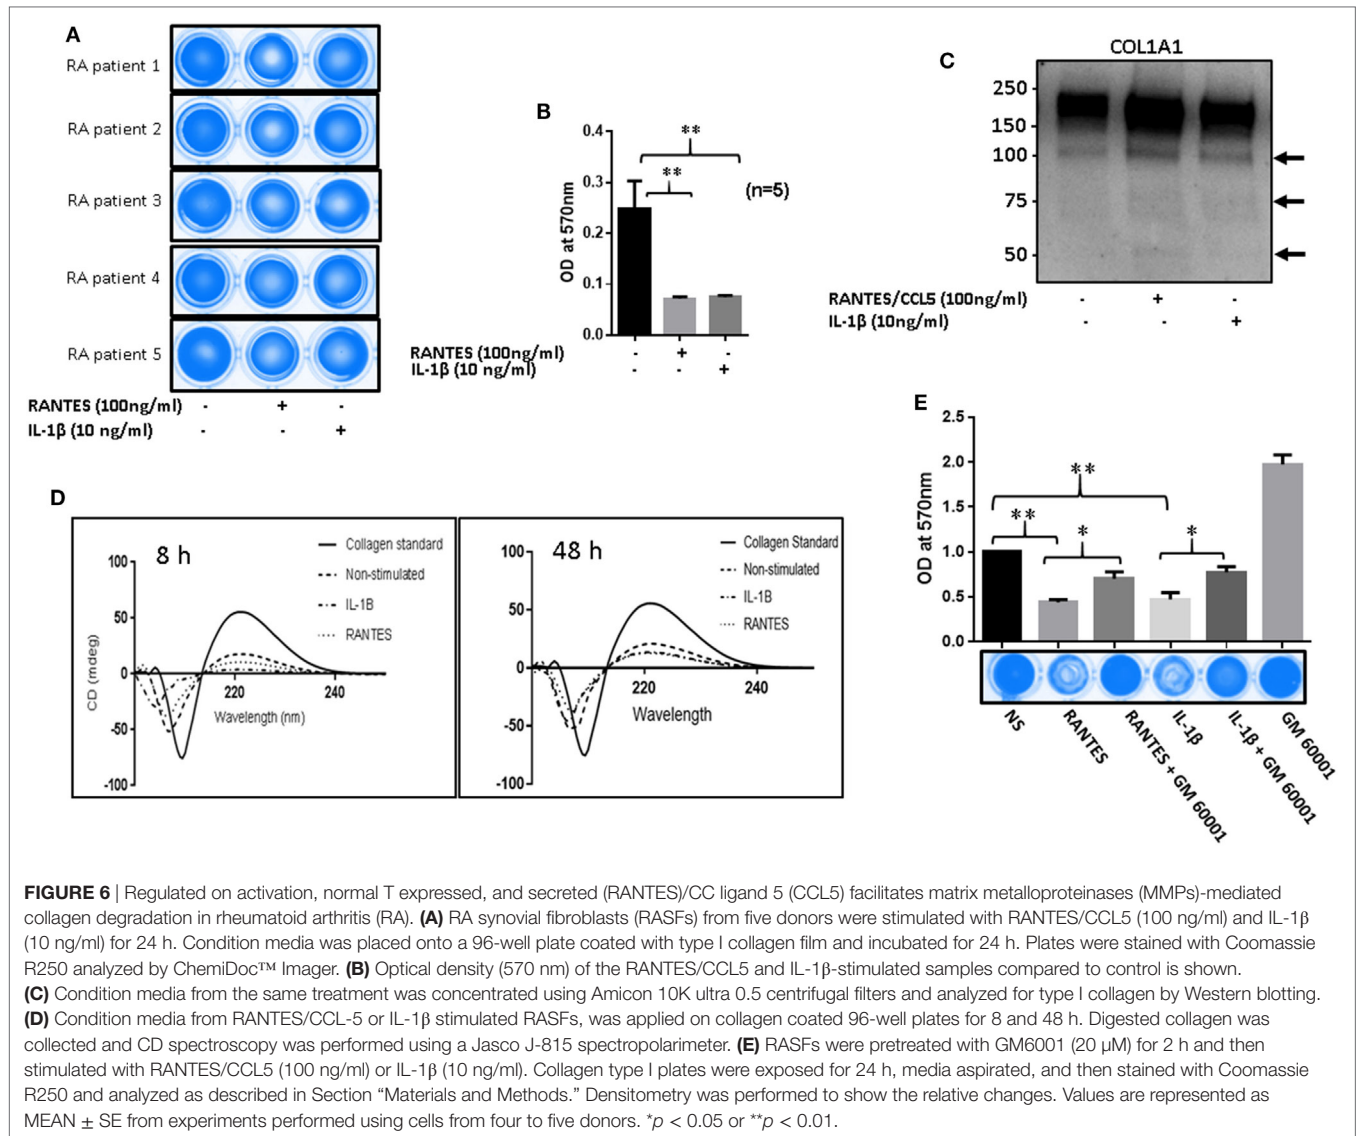 A
RA patient 1
RA patient 2
RA patient 3
RA patient 4
RA patient 5
RANTES (100ng/ml) - + -
IL-1β (10 ng/ml) - - +
B
OD at 570nm
0.4
0.3
0.2
0.1
0.0
**
**
(n=5)
RANTES (100ng/ml) - + -
IL-1β (10 ng/ml) - - +
C
COL1A1
250
150
100
75
50
RANTES/CCL5 (100ng/ml) - + -
IL-1β (10ng/ml) - - +
D
8 h
CD (mdeg)
100
50
0
-50
-100
220 240
Wavelength (nm)
Collagen standard
Non-stimulated
IL-1B
RANTES
48 h
100
50
0
-50
-100
220 240
Wavelength
Collagen Standard
Non-stimulated
IL-1B
RANTES
E
OD at 570nm
2.5
2.0
1.5
1.0
0.5
0.0
**
**
*
*
NS
RANTES
RANTES + GM 60001
IL-1β
IL-1β + GM 60001
GM 60001
FIGURE 6 | Regulated on activation, normal T expressed, and secreted (RANTES)/CC ligand 5 (CCL5) facilitates matrix metalloproteinases (MMPs)-mediated
collagen degradation in rheumatoid arthritis (RA). (A) RA synovial fibroblasts (RASFs) from five donors were stimulated with RANTES/CCL5 (100 ng/ml) and IL-1β
(10 ng/ml) for 24 h. Condition media was placed onto a 96-well plate coated with type I collagen film and incubated for 24 h. Plates were stained with Coomassie
R250 analyzed by ChemiDoc™ Imager. (B) Optical density (570 nm) of the RANTES/CCL5 and IL-1β-stimulated samples compared to control is shown.
(C) Condition media from the same treatment was concentrated using Amicon 10K ultra 0.5 centrifugal filters and analyzed for type I collagen by Western blotting.
(D) Condition media from RANTES/CCL-5 or IL-1β stimulated RASFs, was applied on collagen coated 96-well plates for 8 and 48 h. Digested collagen was
collected and CD spectroscopy was performed using a Jasco J-815 spectropolarimeter. (E) RASFs were pretreated with GM6001 (20 μM) for 2 h and then
stimulated with RANTES/CCL5 (100 ng/ml) or IL-1β (10 ng/ml). Collagen type I plates were exposed for 24 h, media aspirated, and then stained with Coomassie
R250 and analyzed as described in Section “Materials and Methods.” Densitometry was performed to show the relative changes. Values are represented as
MEAN ± SE from experiments performed using cells from four to five donors. *p < 0.05 or **p < 0.01.